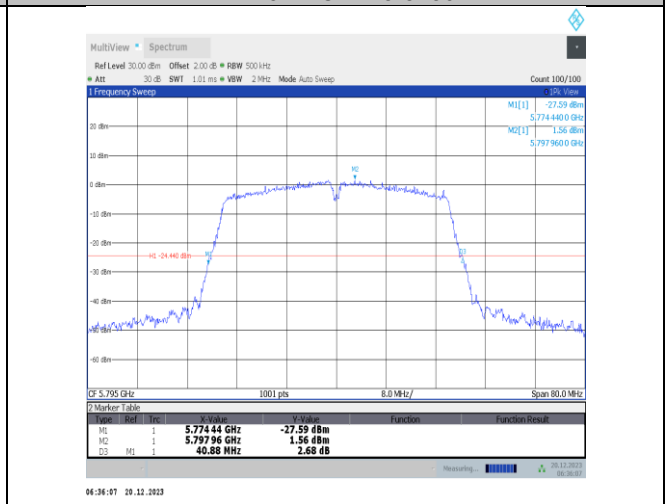 MultiView Spectrum
Ref Level 30.00 dBm Offset 2.00 dB RBW 500 kHz
Att 30 dB SWT 1.01 ms VBW 2 MHz Mode Auto Sweep Count 100/100
1 Frequency Sweep 1Pk View
M1[1] -27.59 dBm
5.7744400 GHz
M2[1] 1.56 dBm
5.7979600 GHz
20 dBm
10 dBm
M2
0 dBm
-10 dBm
-20 dBm
H1 -24.440 dBm M1 D3
-30 dBm
-40 dBm
-50 dBm
-60 dBm
CF 5.795 GHz 1001 pts 8.0 MHz/ Span 80.0 MHz
2 Marker Table
Type Ref Trc X-Value Y-Value Function Function Result
M1 1 5.774 44 GHz -27.59 dBm
M2 1 5.797 96 GHz 1.56 dBm
D3 M1 1 40.88 MHz 2.68 dB
Measuring... 20.12.2023
06:36:07
06:36:07 20.12.2023